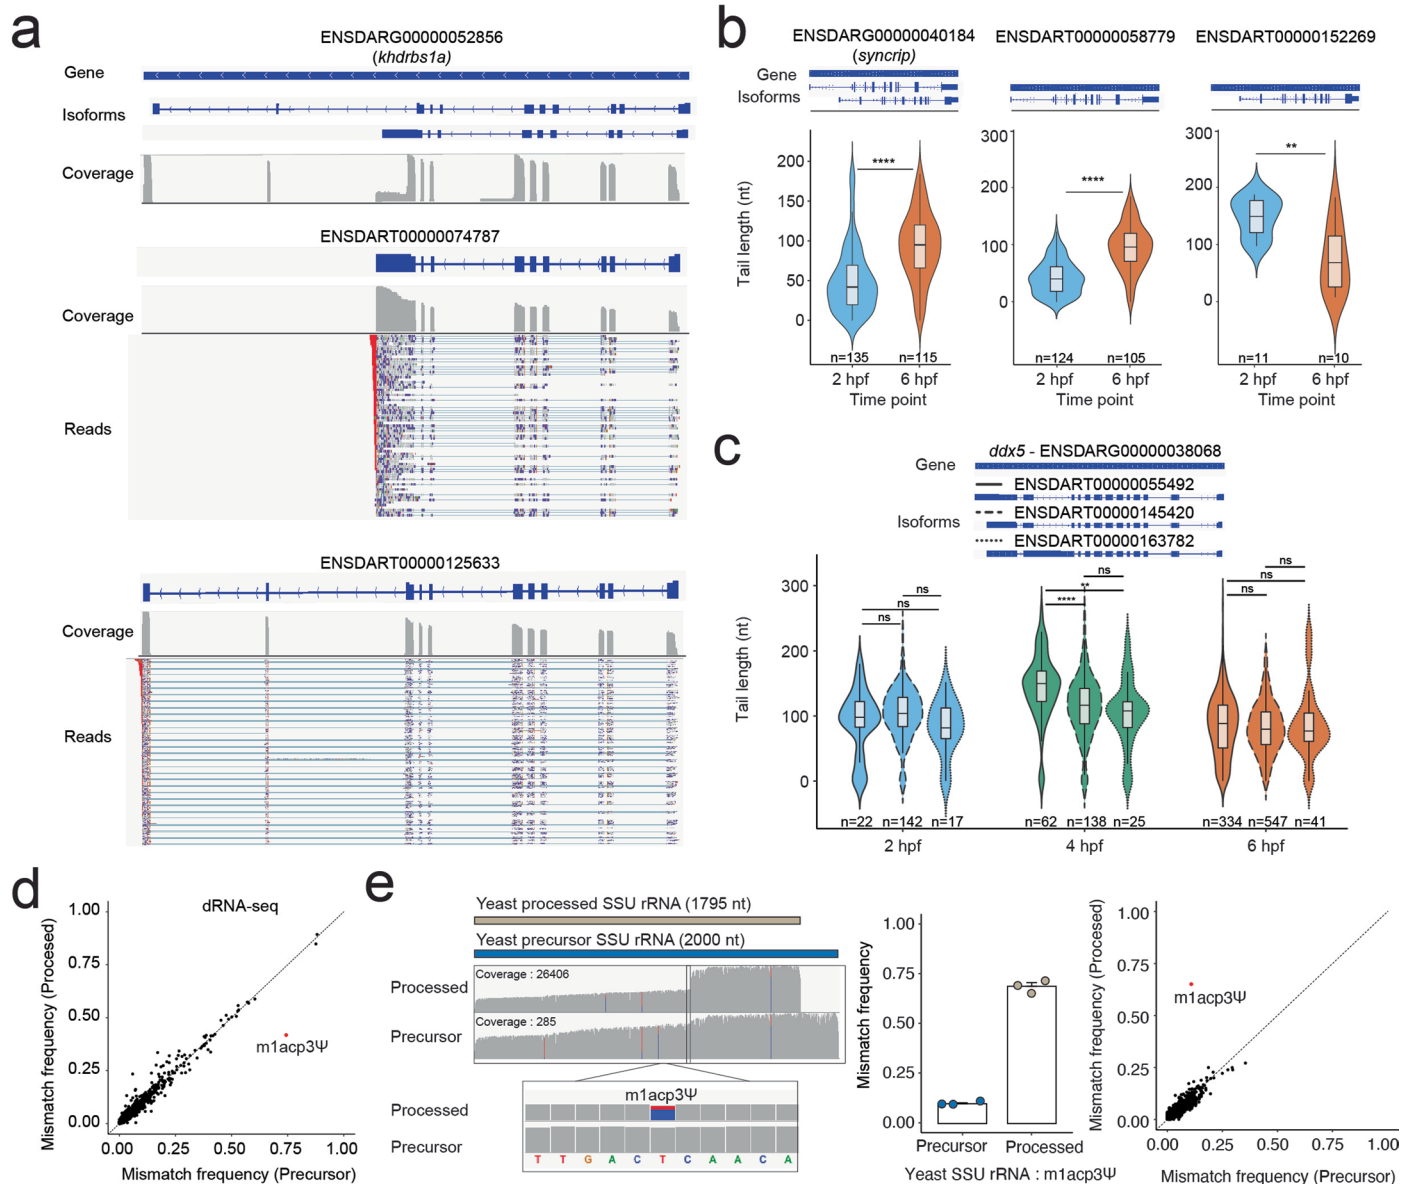 a
ENSDARG00000052856
(khdrbs1a)
Gene
Isoforms
Coverage
ENSDART00000074787
Coverage
Reads
ENSDART00000125633
Coverage
Reads
b
ENSDARG00000040184
(syncrip)
ENSDART00000058779
ENSDART00000152269
Gene
Isoforms
Tail length (nt)
200
150
100
50
0
****
n=135
n=115
2 hpf
6 hpf
Time point
300
200
100
0
****
n=124
n=105
2 hpf
6 hpf
Time point
300
200
100
0
**
n=11
n=10
2 hpf
6 hpf
Time point
c
ddx5 - ENSDARG00000038068
Gene
ENSDART00000055492
ENSDART00000145420
Isoforms
ENSDART00000163782
Tail length (nt)
300
200
100
0
ns
ns
ns
ns
**
****
ns
ns
ns
n=22
n=142
n=17
n=62
n=138
n=25
n=334
n=547
n=41
2 hpf
4 hpf
6 hpf
d
dRNA-seq
Mismatch frequency (Procesed)
1.00
0.75
0.50
0.25
0.00
m1acp3Ψ
0.00
0.25
0.50
0.75
1.00
Mismatch frequency (Precursor)
e
Yeast processed SSU rRNA (1795 nt)
Yeast precursor SSU rRNA (2000 nt)
Processed
Coverage : 26406
Precursor
Coverage : 285
m1acp3Ψ
Processed
Precursor
T T G A C T C A A C A
Mismatch frequency
1.00
0.75
0.50
0.25
0.00
Precursor
Processed
Yeast SSU rRNA : m1acp3Ψ
Mismatch frequency (Procesed)
1.00
0.75
0.50
0.25
0.00
m1acp3Ψ
0.00
0.25
0.50
0.75
1.00
Mismatch frequency (Precursor)